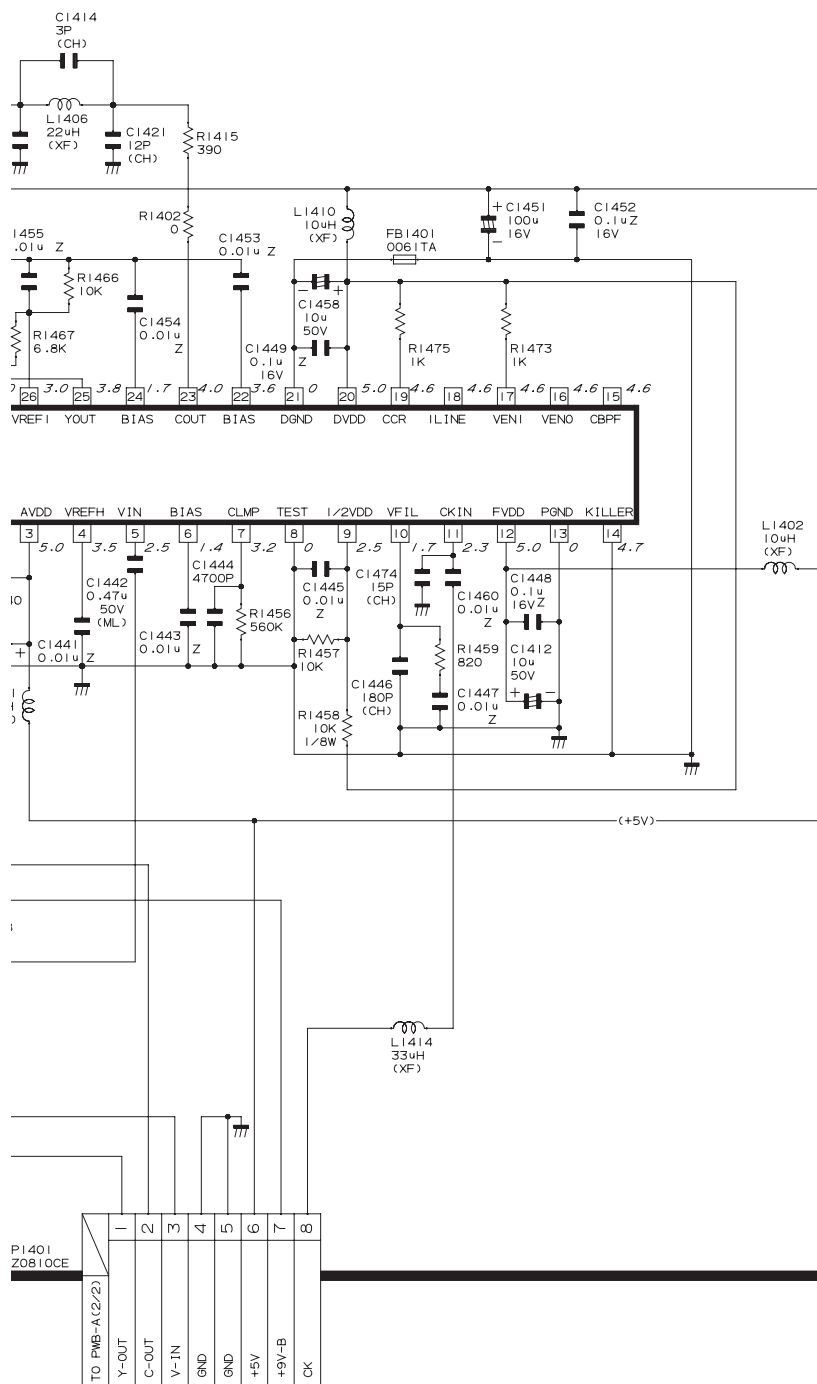 C1414
3P
(CH)
L1406
22uH
(XF)
C1421
12P
(CH)
R1415
390
R1402
0
L1410
10uH
(XF)
FB1401
0061TA
+
C1451
100u
16V
-
C1452
0.1u Z
16V
1455
.01u Z
R1466
10K
R1467
6.8K
C1454
0.01u
Z
C1453
0.01u Z
- +
C1458
10u
50V
C1449
0.1u
16V
Z
R1475
1K
R1473
1K
26 3.0 25 3.8 24 1.7 23 4.0 22 3.6 21 0 20 5.0 19 4.6 18 4.6 17 4.6 16 4.6 15 4.6
VREF1 YOUT BIAS COUT BIAS DGND DVDD CCR ILINE VEN1 VEN0 CBPF
AVDD VREFH VIN BIAS CLMP TEST 1/2VDD VFIL CKIN FVDD PGND KILLER
3 5.0 4 3.5 5 2.5 6 1.4 7 3.2 8 0 9 2.5 10 1.7 11 2.3 12 5.0 13 0 14 4.7
L1402
10uH
(XF)
40
+
C1441
0.01u Z
C1442
0.47u
50V
(ML)
C1443
0.01u Z
C1444
4700P
R1456
560K
C1445
0.01u
Z
R1457
10K
R1458
10K
1/8W
C1474
15P
(CH)
C1460
0.01u
Z
C1446
180P
(CH)
R1459
820
C1447
0.01u
Z
C1448
0.1u
16V Z
C1412
10u
50V
+ -
(+5V)
L1414
33uH
(XF)
P1401
Z0810CE
TO PWB-A(2/2)
1 Y-OUT
2 C-OUT
3 V-IN
4 GND
5 GND
6 +5V
7 +9V-B
8 CK